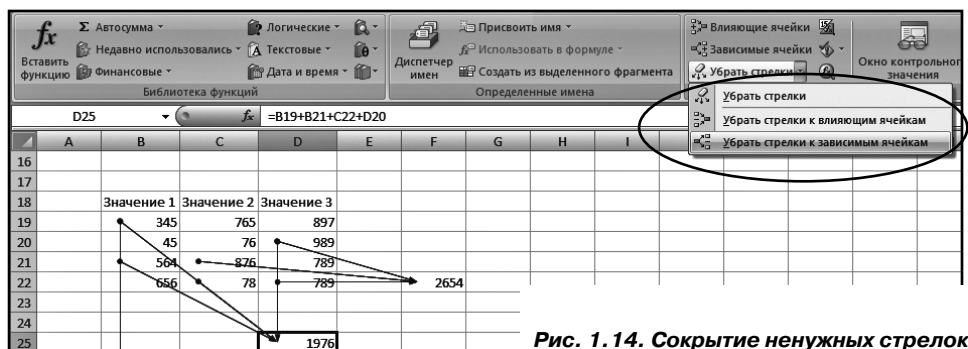 Σ Автосумма
Недавно использовались
Финансовые
Логические
Текстовые
Дата и время
Вставить
функцию
Библиотека функций
Диспетчер
имен
Присвоить имя
Использовать в формуле
Создать из выделенного фрагмента
Определенные имена
Влияющие ячейки
Зависимые ячейки
Убрать стрелки
Окно контрольног
значения
Убрать стрелки
Убрать стрелки к влияющим ячейкам
Убрать стрелки к зависимым ячейкам
D25 fx =B19+B21+C22+D20
A B C D E F G H I
16
17
18 Значение 1 Значение 2 Значение 3
19 345 765 897
20 45 76 989
21 564 876 789
22 656 78 789 2654
23
24
25 1976
Рис. 1.14. Сокрытие ненужных стрелок